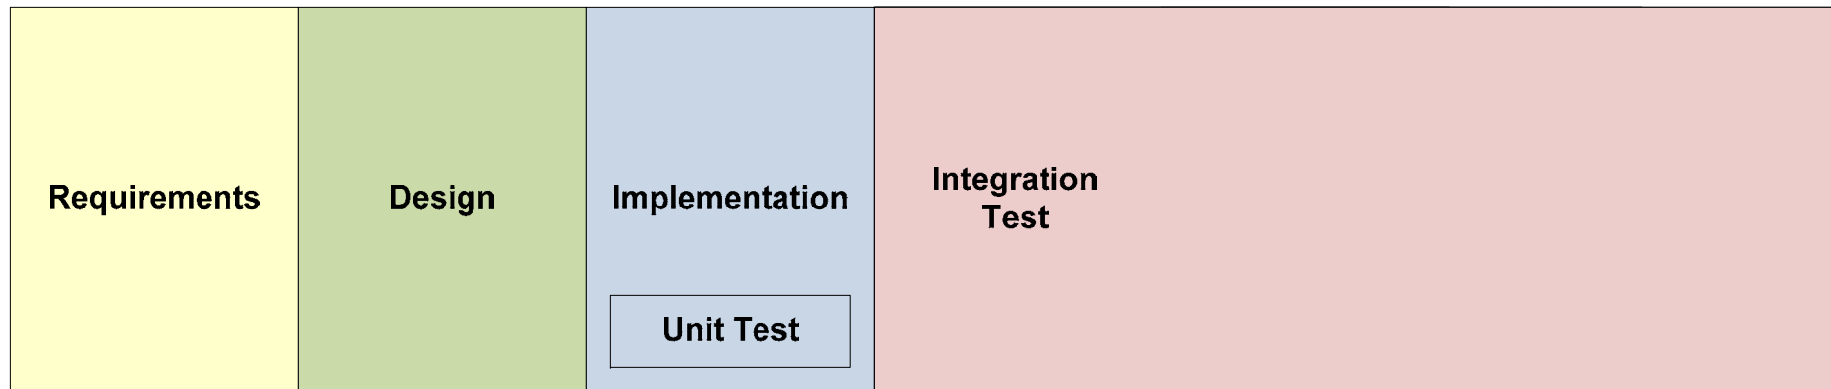 Requirements
Design
Implementation
Unit Test
Integration
Test